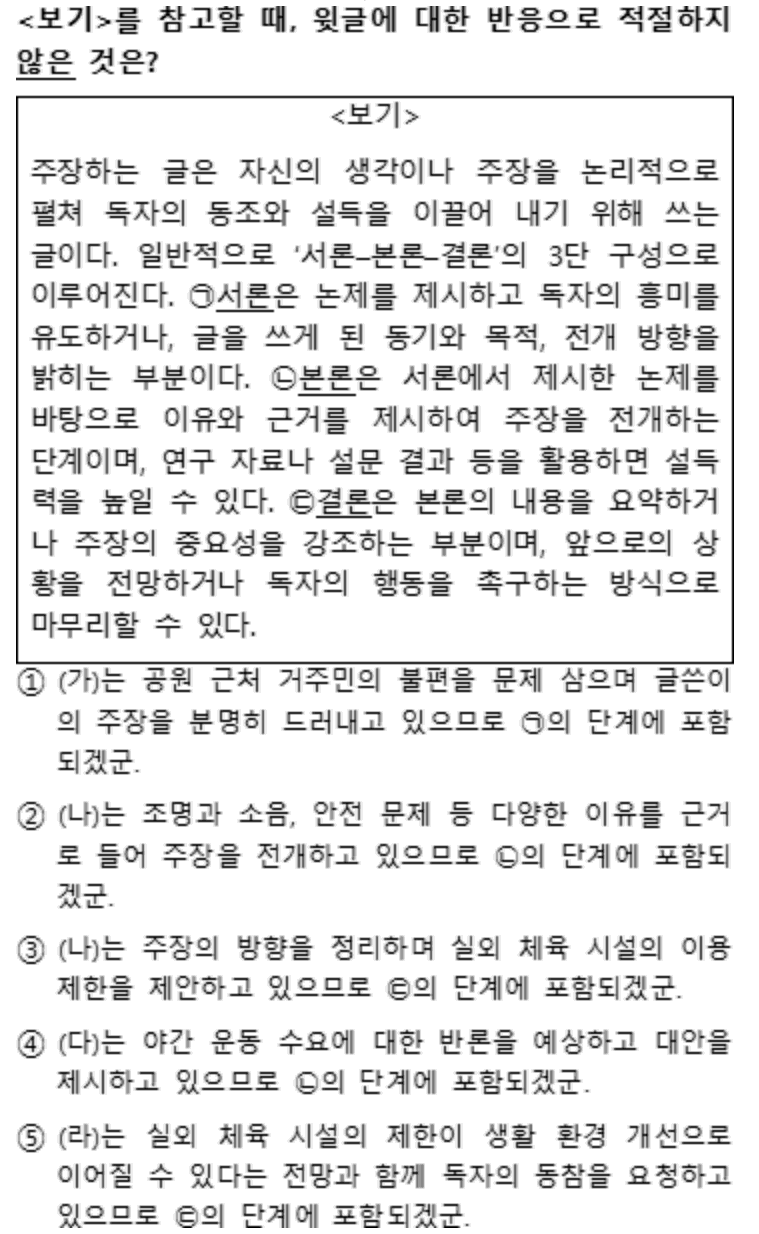 <보기>를 참고할 때, 윗글에 대한 반응으로 적절하지
않은 것은?
<보기>
주장하는 글은 자신의 생각이나 주장을 논리적으로
펼쳐 독자의 동조와 설득을 이끌어 내기 위해 쓰는
글이다. 일반적으로 ‘서론–본론–결론’의 3단 구성으로
이루어진다. ㉠서론은 논제를 제시하고 독자의 흥미를
유도하거나, 글을 쓰게 된 동기와 목적, 전개 방향을
밝히는 부분이다. ㉡본론은 서론에서 제시한 논제를
바탕으로 이유와 근거를 제시하여 주장을 전개하는
단계이며, 연구 자료나 설문 결과 등을 활용하면 설득
력을 높일 수 있다. ㉢결론은 본론의 내용을 요약하거
나 주장의 중요성을 강조하는 부분이며, 앞으로의 상
황을 전망하거나 독자의 행동을 촉구하는 방식으로
마무리할 수 있다.
① (가)는 공원 근처 거주민의 불편을 문제 삼으며 글쓴이
의 주장을 분명히 드러내고 있으므로 ㉠의 단계에 포함
되겠군.
② (나)는 조명과 소음, 안전 문제 등 다양한 이유를 근거
로 들어 주장을 전개하고 있으므로 ㉡의 단계에 포함되
겠군.
③ (나)는 주장의 방향을 정리하며 실외 체육 시설의 이용
제한을 제안하고 있으므로 ㉢의 단계에 포함되겠군.
④ (다)는 야간 운동 수요에 대한 반론을 예상하고 대안을
제시하고 있으므로 ㉡의 단계에 포함되겠군.
⑤ (라)는 실외 체육 시설의 제한이 생활 환경 개선으로
이어질 수 있다는 전망과 함께 독자의 동참을 요청하고
있으므로 ㉢의 단계에 포함되겠군.